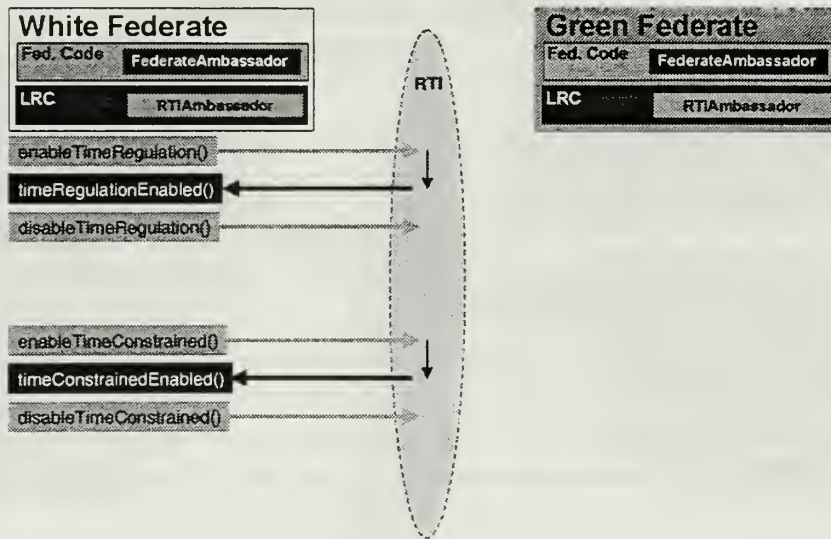 White Federate
Fed. Code
FederateAmbassador
LRC
RTIAmbassador
RTI
Green Federate
Fed. Code
FederateAmbassador
LRC
RTIAmbassador
enableTimeRegulation()
timeRegulationEnabled()
disableTimeRegulation()
enableTimeConstrained()
timeConstrainedEnabled()
disableTimeConstrained()